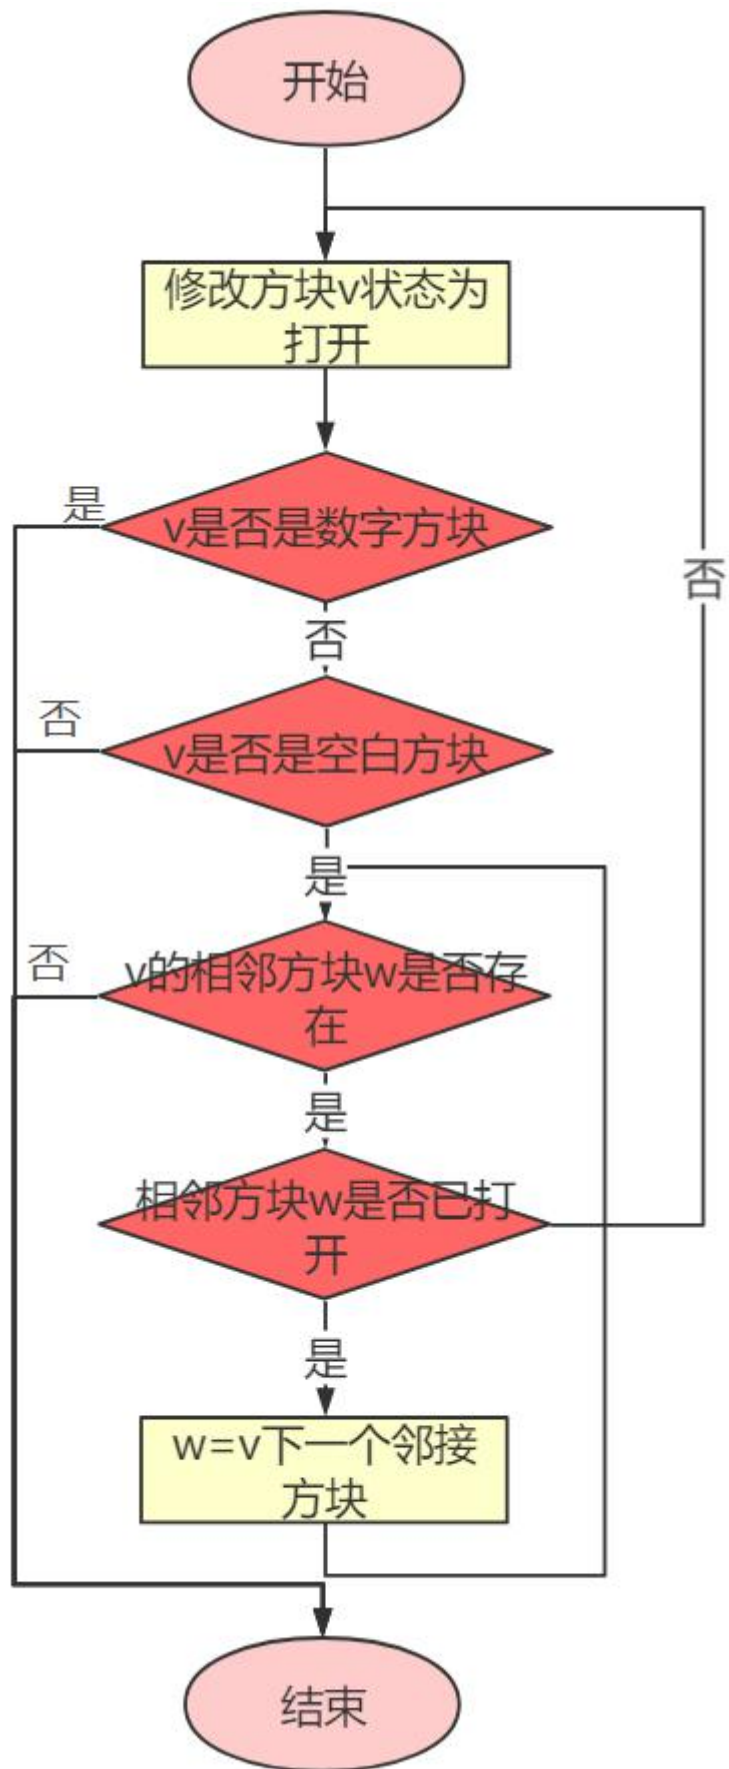 开始
修改方块v状态为
打开
是
v是否是数字方块
否
否
否
v是否是空白方块
是
否
v的相邻方块w是否存
在
是
相邻方块w是否已打
开
是
w=v下一个邻接
方块
结束